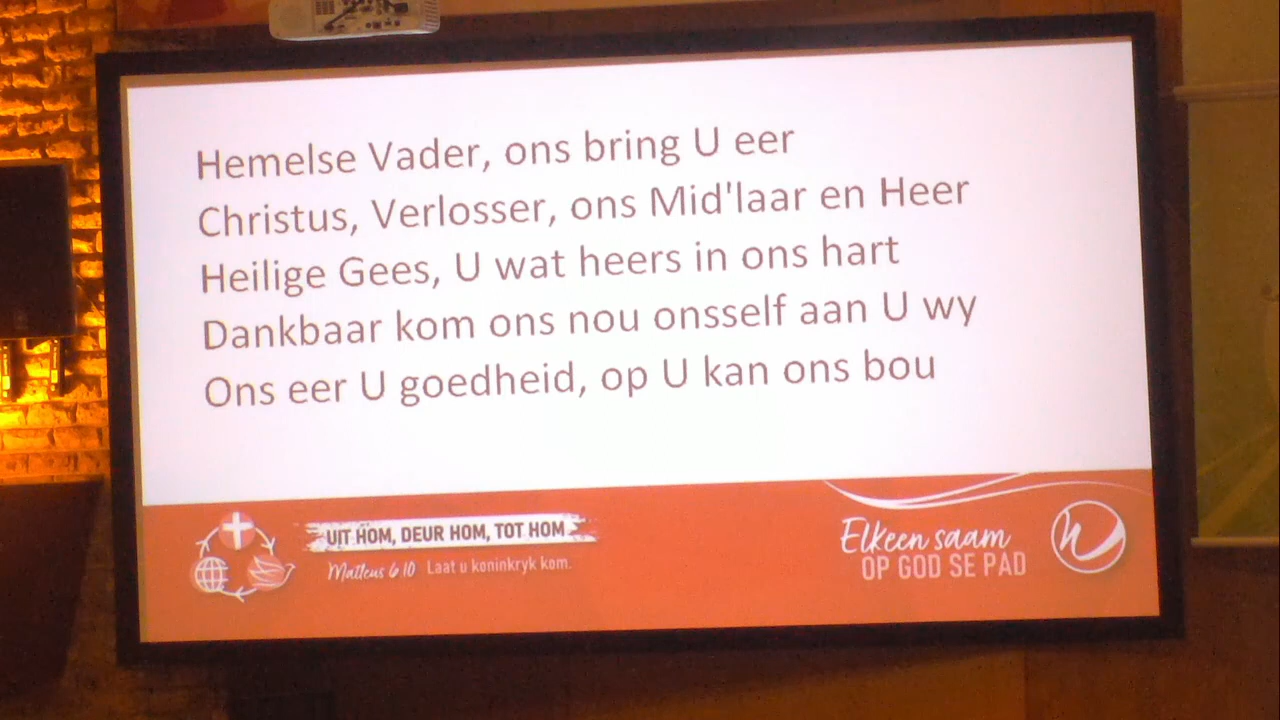 Hemelse Vader, ons bring U eer
Christus, Verlosser, ons Mid'laar en Heer
Heilige Gees, U wat heers in ons hart
Dankbaar kom ons nou onsself aan U wy
Ons eer U goedheid, op U kan ons bou
UIT HOM, DEUR HOM, TOT HOM
Matteus 6:10 Laat u koninkryk kom.
Elkeen saam
OP GOD SE PAD